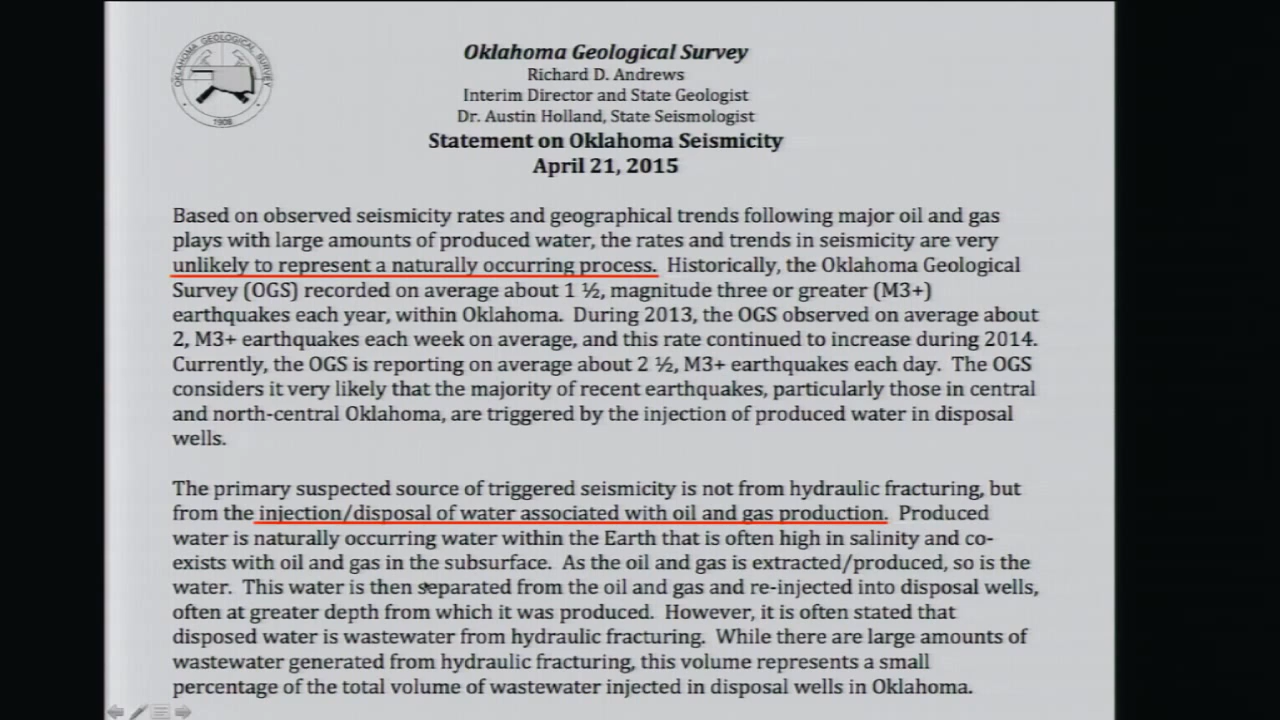 OKLAHOMA GEOLOGICAL SURVEY
1908
Oklahoma Geological Survey
Richard D. Andrews
Interim Director and State Geologist
Dr. Austin Holland, State Seismologist
Statement on Oklahoma Seismicity
April 21, 2015
Based on observed seismicity rates and geographical trends following major oil and gas
plays with large amounts of produced water, the rates and trends in seismicity are very
unlikely to represent a naturally occurring process. Historically, the Oklahoma Geological
Survey (OGS) recorded on average about 1 ½, magnitude three or greater (M3+)
earthquakes each year, within Oklahoma. During 2013, the OGS observed on average about
2, M3+ earthquakes each week on average, and this rate continued to increase during 2014.
Currently, the OGS is reporting on average about 2 ½, M3+ earthquakes each day. The OGS
considers it very likely that the majority of recent earthquakes, particularly those in central
and north-central Oklahoma, are triggered by the injection of produced water in disposal
wells.
The primary suspected source of triggered seismicity is not from hydraulic fracturing, but
from the injection/disposal of water associated with oil and gas production. Produced
water is naturally occurring water within the Earth that is often high in salinity and co-
exists with oil and gas in the subsurface. As the oil and gas is extracted/produced, so is the
water. This water is then separated from the oil and gas and re-injected into disposal wells,
often at greater depth from which it was produced. However, it is often stated that
disposed water is wastewater from hydraulic fracturing. While there are large amounts of
wastewater generated from hydraulic fracturing, this volume represents a small
percentage of the total volume of wastewater injected in disposal wells in Oklahoma.